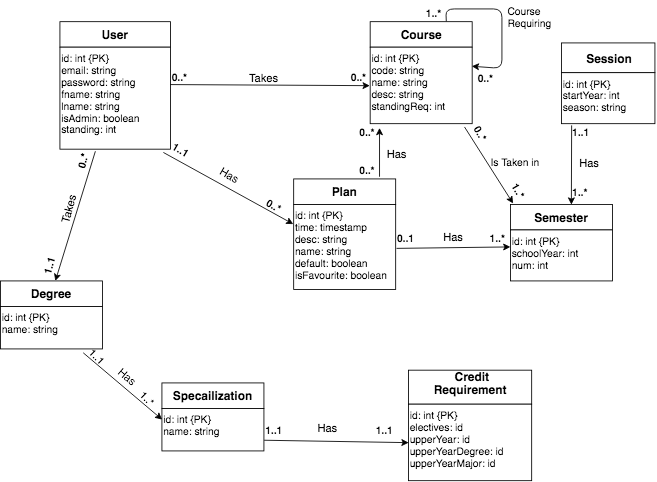 User
id: int {PK}
email: string
password: string
fname: string
lname: string
isAdmin: boolean
standing: int
0..*
Takes
0..*
Course
id: int {PK}
code: string
name: string
desc: string
standingReq: int
1..*
Course
Requiring
0..*
Session
id: int {PK}
startYear: int
season: string
1..1
Has
1..*
0..*
Is Taken in
1..*
0..*
Has
0..*
1..1
Has
0..*
0..*
Takes
1..1
Plan
id: int {PK}
time: timestamp
desc: string
name: string
default: boolean
isFavourite: boolean
0..1
Has
1..*
Semester
id: int {PK}
schoolYear: int
num: int
Degree
id: int {PK}
name: string
1..1
Has
1..*
Specailization
id: int {PK}
name: string
1..1
Has
1..1
Credit
Requirement
id: int {PK}
electives: id
upperYear: id
upperYearDegree: id
upperYearMajor: id